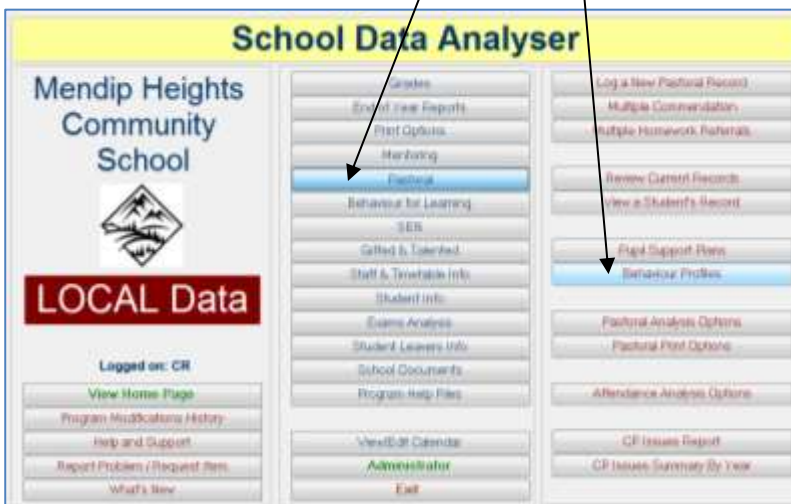 School Data Analyser
Mendip Heights
Community
School
LOCAL Data
Logged on: CR
View Home Page
Program Modifications History
Help and Support
Report Problem / Request Item
What's New
Grades
End of Year Reports
Print Options
Monitoring
Pastoral
Behaviour for Learning
SEN
Gifted & Talented
Staff & Timetable Info
Student Info
Exams Analysis
Student Leavers Info
School Documents
Program Help Files
View/Edit Calendar
Administrator
Exit
Log a New Pastoral Record
Multiple Commendation
Multiple Homework Referrals
Review Current Records
View a Student's Record
Pupil Support Plans
Behaviour Profiles
Pastoral Analysis Options
Pastoral Print Options
Attendance Analysis Options
CP Issues Report
CP Issues Summary By Year